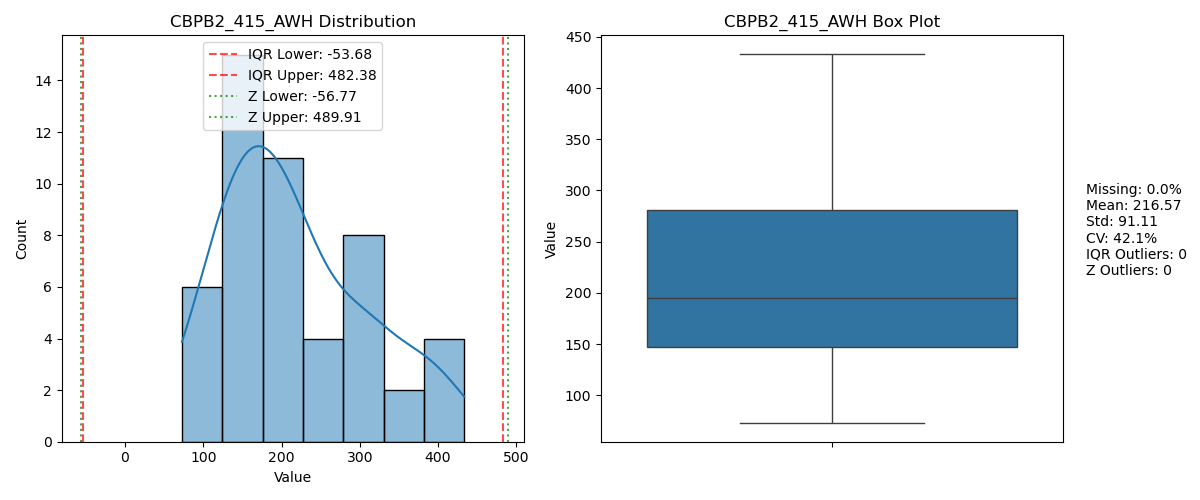 CBPB2_415_AWH Distribution
IQR Lower: -53.68
IQR Upper: 482.38
Z Lower: -56.77
Z Upper: 489.91
Count
14
12
10
8
6
4
2
0
0 100 200 300 400 500
Value
CBPB2_415_AWH Box Plot
Value
450
400
350
300
250
200
150
100
Missing: 0.0%
Mean: 216.57
Std: 91.11
CV: 42.1%
IQR Outliers: 0
Z Outliers: 0